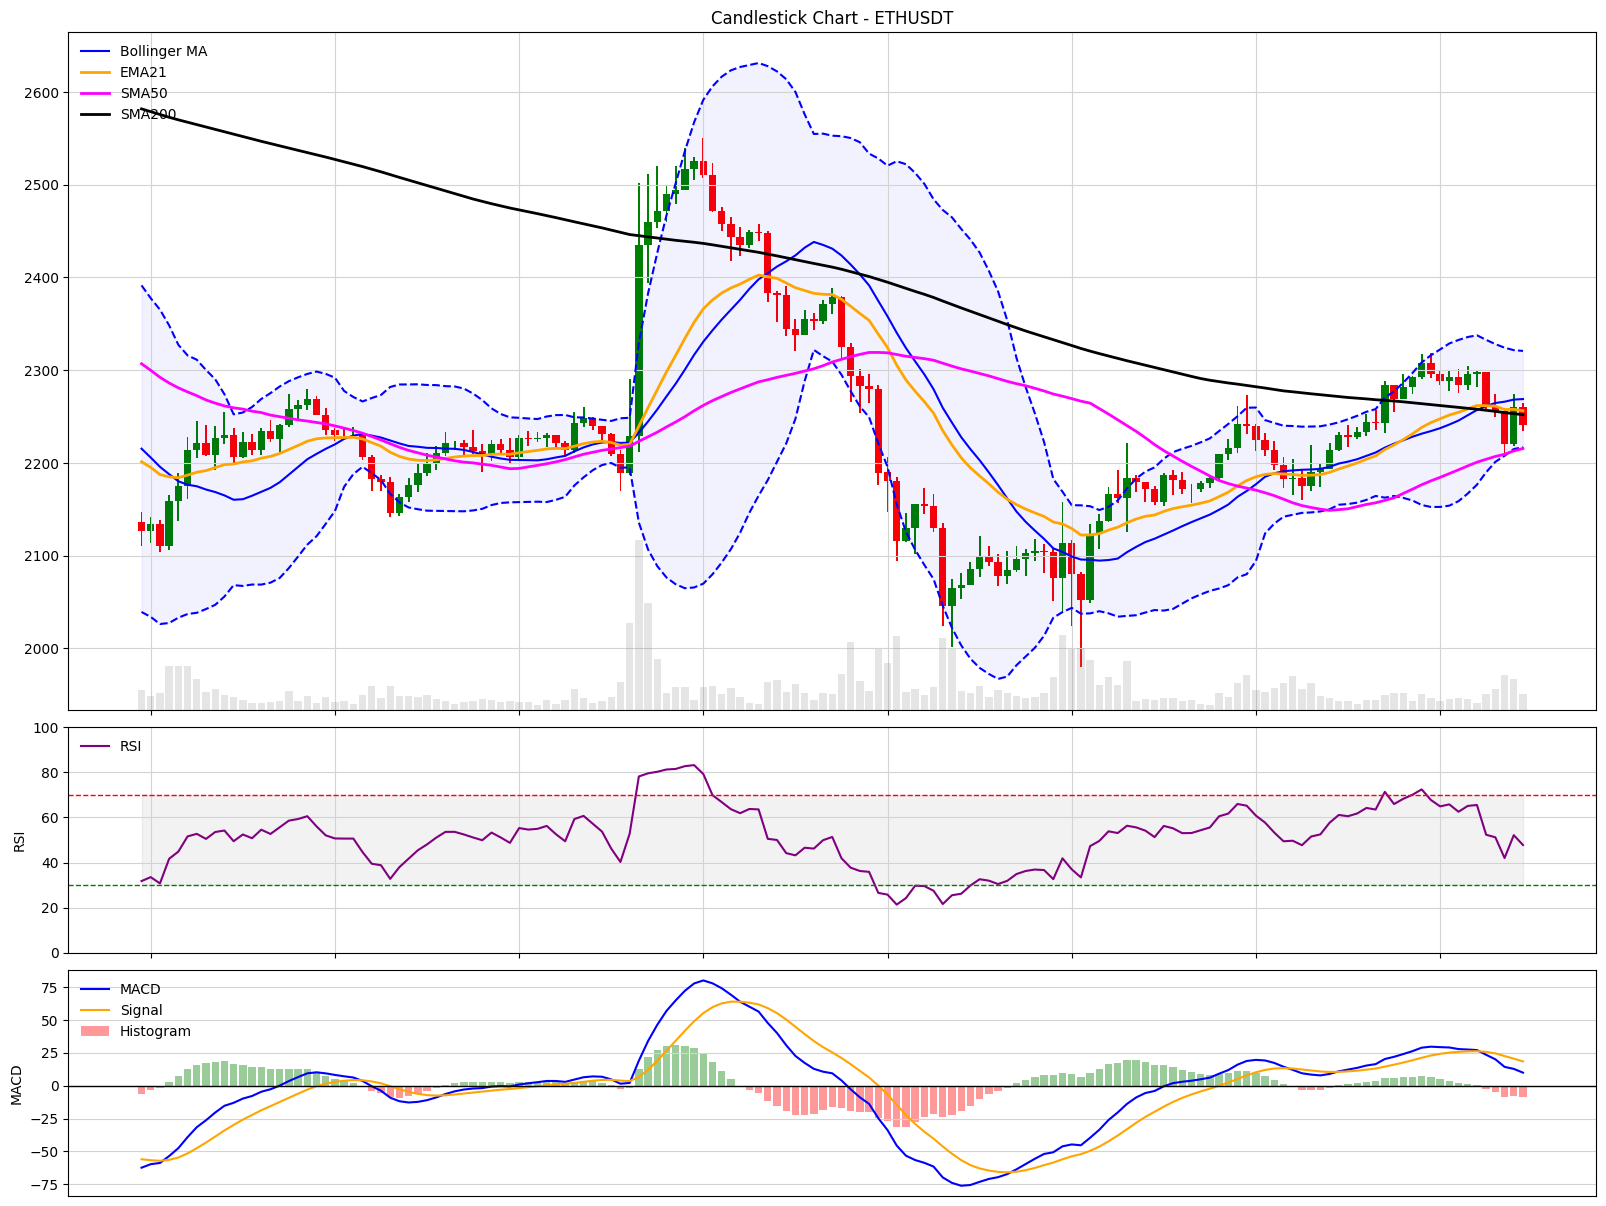 Candlestick Chart - ETHUSDT
Bollinger MA
EMA21
SMA50
SMA200
2600
2500
2400
2300
2200
2100
2000
RSI
100
80
60
40
20
0
RSI
MACD
Signal
Histogram
75
50
25
0
−25
−50
−75
MACD